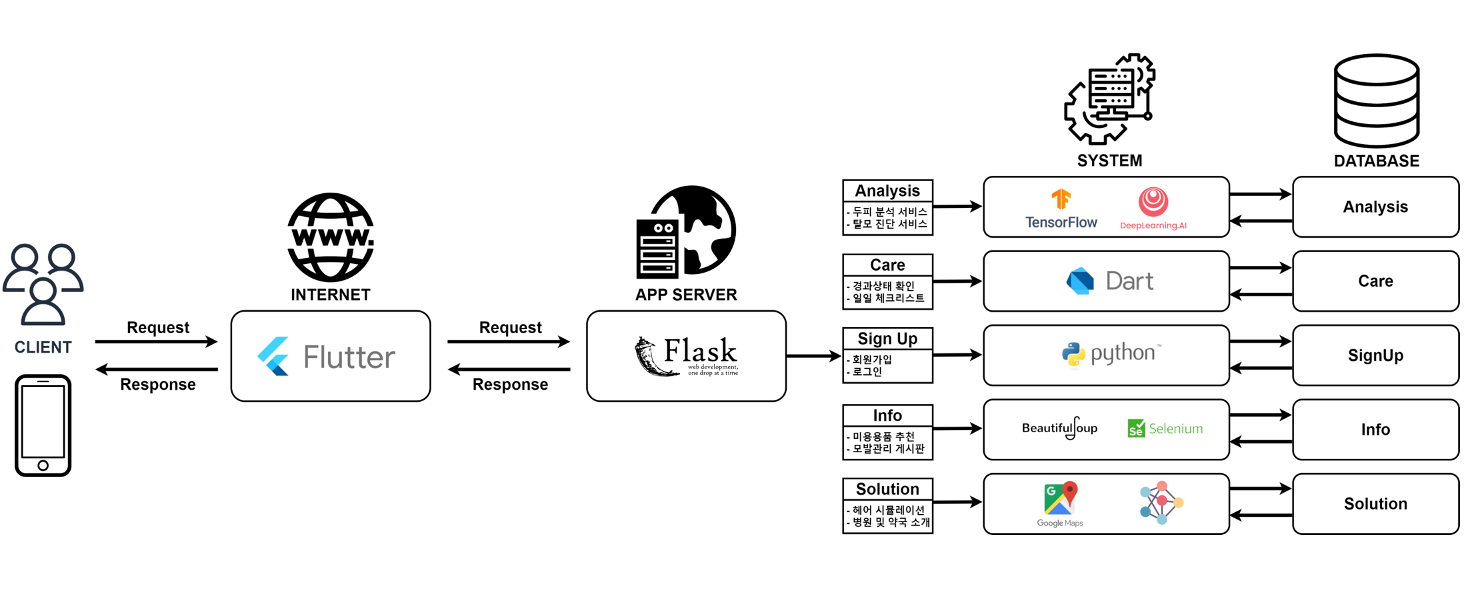 SYSTEM
DATABASE
Analysis
- 두피 분석 서비스
- 탈모 진단 서비스
TensorFlow
DeepLearning.AI
Analysis
www.
INTERNET
APP SERVER
Care
- 경과상태 확인
- 일일 체크리스트
Dart
Care
CLIENT
Request
Response
Flutter
Request
Response
Flask
web development,
one drop at a time
Sign Up
- 회원가입
- 로그인
python™
SignUp
Info
- 미용용품 추천
- 모발관리 게시판
BeautifulSoup
Se Selenium
Info
Solution
- 헤어 시뮬레이션
- 병원 및 약국 소개
G
Google Maps
Solution